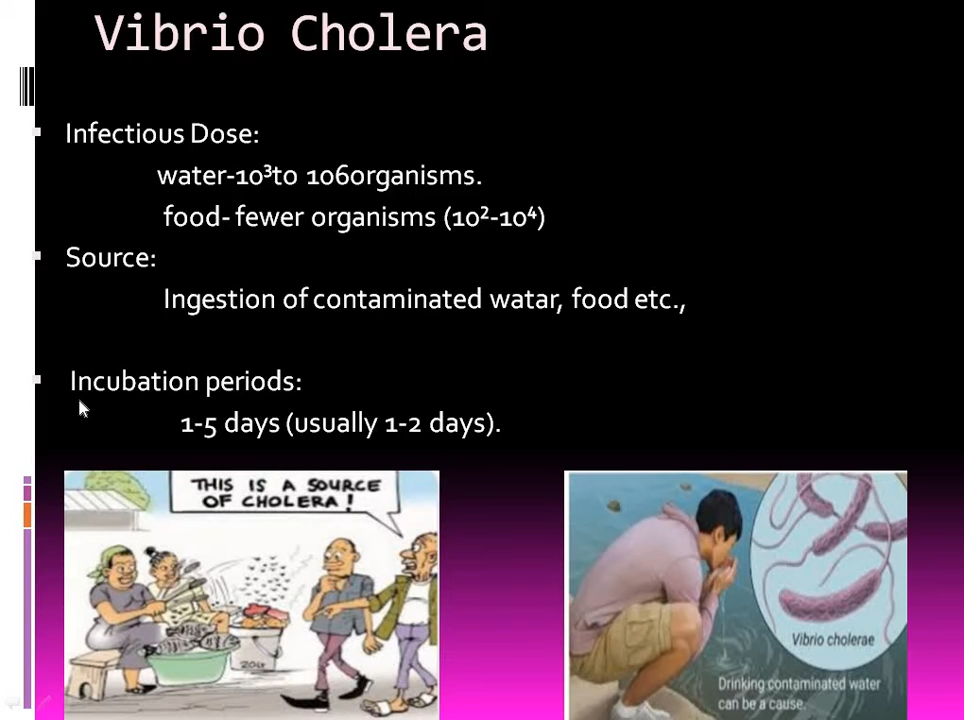 Vibrio Cholera
Infectious Dose:
water-10³to 106organisms.
food- fewer organisms (10²-10⁴)
Source:
Ingestion of contaminated watar, food etc.,
Incubation periods:
1-5 days (usually 1-2 days).
THIS IS A SOURCE
OF CHOLERA!
Vibrio cholerae
Drinking contaminated water
can be a cause.